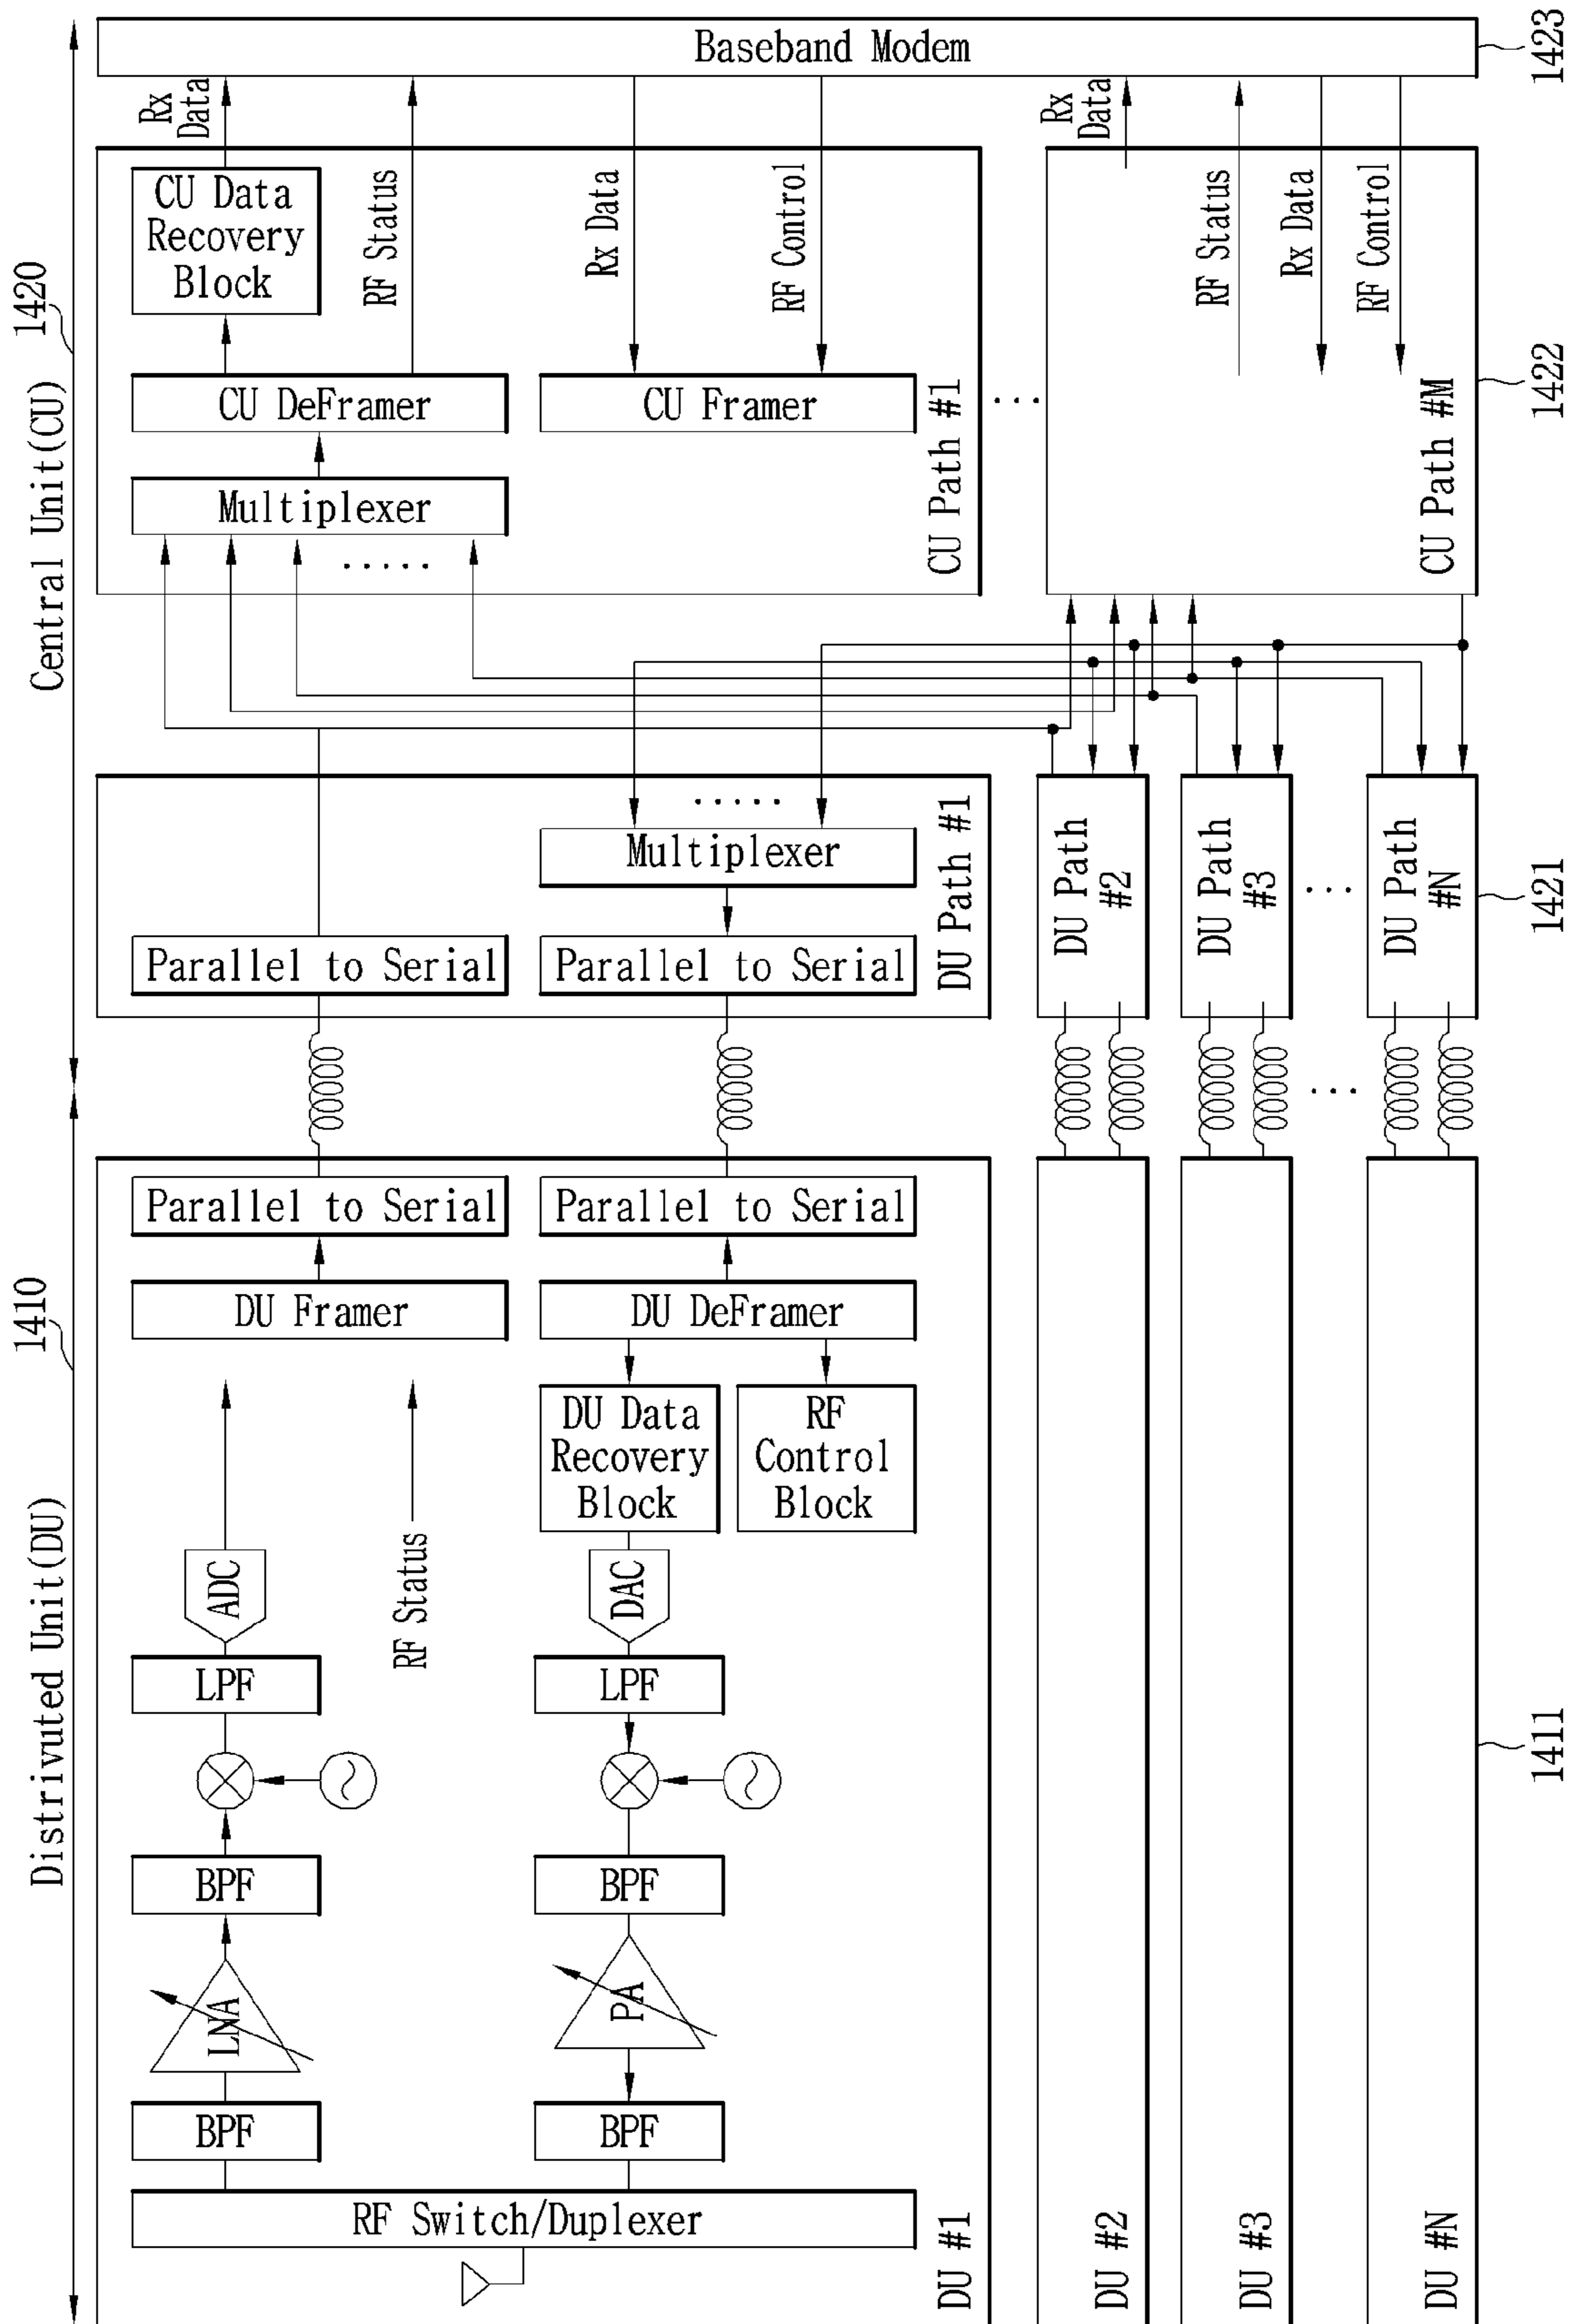 1423
Baseband Modem
Rx
Data
Rx
Data
CU Data
Recovery
Block
RF Status
Rx Data
RF Control
RF Status
Rx Data
RF Control
1420
Central Unit(CU)
CU DeFramer
CU Framer
CU Path #1
. . .
CU Path #M
1422
Multiplexer
. . . . .
. . . . .
Multiplexer
DU Path #1
DU Path
#2
DU Path
#3
. . .
DU Path
#N
1421
Parallel to Serial
Parallel to Serial
. . .
Parallel to Serial
Parallel to Serial
1410
Distrivuted Unit(DU)
DU Framer
DU DeFramer
DU Data
Recovery
Block
RF
Control
Block
ADC
RF Status
DAC
LPF
LPF
1411
BPF
BPF
LNA
PA
BPF
BPF
RF Switch/Duplexer
DU #1
DU #2
DU #3
DU #N